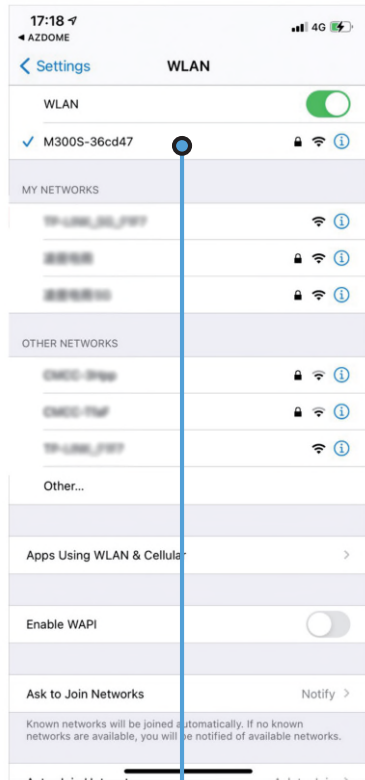 17:18
4G
◀ AZDOME
Settings
WLAN
WLAN
M300S-36cd47
MY NETWORKS
OTHER NETWORKS
Other...
Apps Using WLAN & Cellular
Enable WAPI
Ask to Join Networks
Notify
Known networks will be joined automatically. If no known
networks are available, you will be notified of available networks.